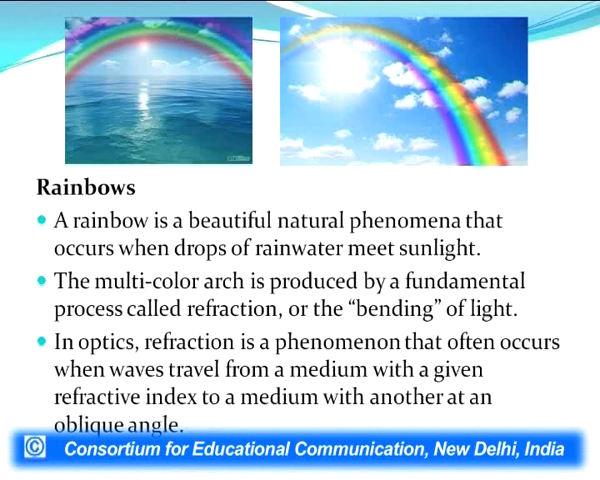 Rainbows
• A rainbow is a beautiful natural phenomena that
occurs when drops of rainwater meet sunlight.
• The multi-color arch is produced by a fundamental
process called refraction, or the “bending” of light.
• In optics, refraction is a phenomenon that often occurs
when waves travel from a medium with a given
refractive index to a medium with another at an
oblique angle.
© Consortium for Educational Communication, New Delhi, India